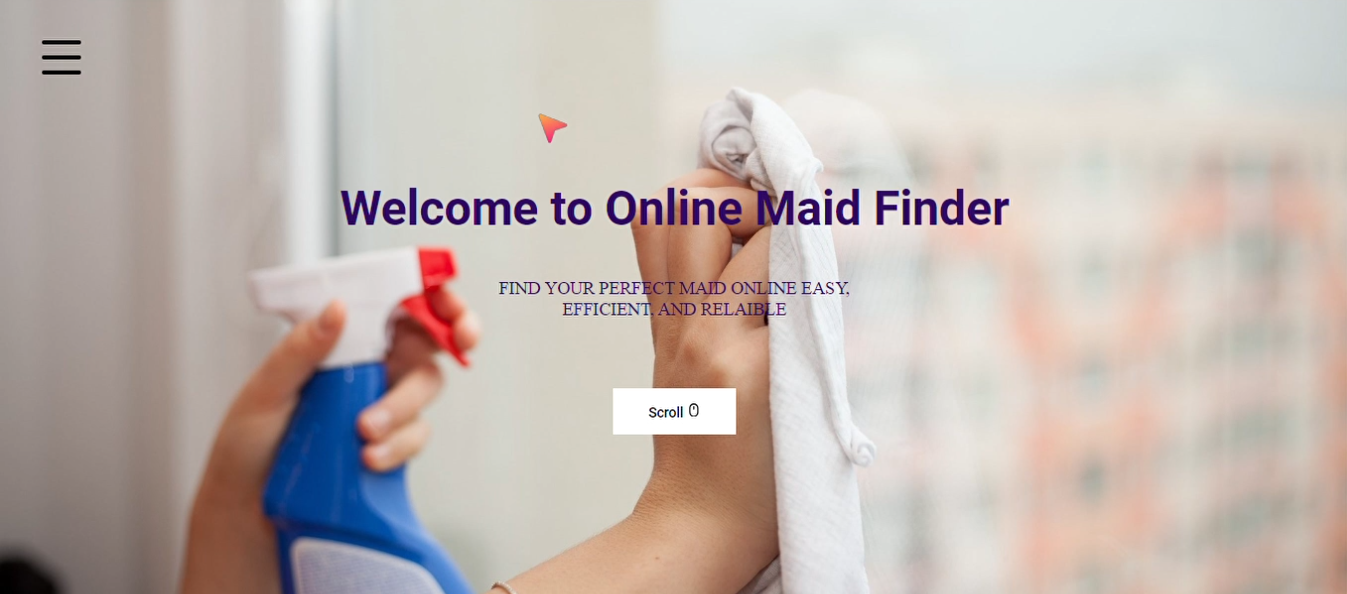 Welcome to Online Maid Finder
FIND YOUR PERFECT MAID ONLINE EASY,
EFFICIENT. AND RELAIBLE
Scroll